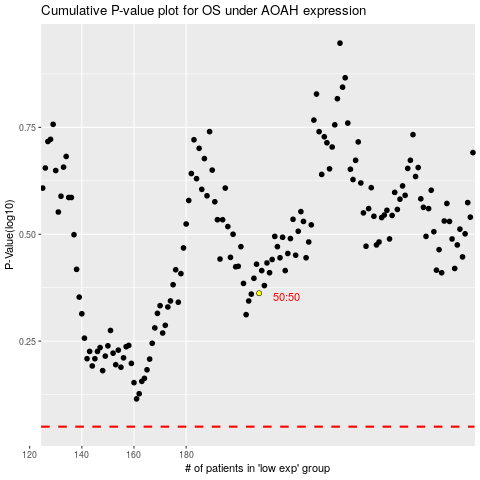 Cumulative P-value plot for OS under AOAH expression
P-Value(log10)
0.75
0.50
0.25
50:50
120 140 160 180
# of patients in 'low exp' group